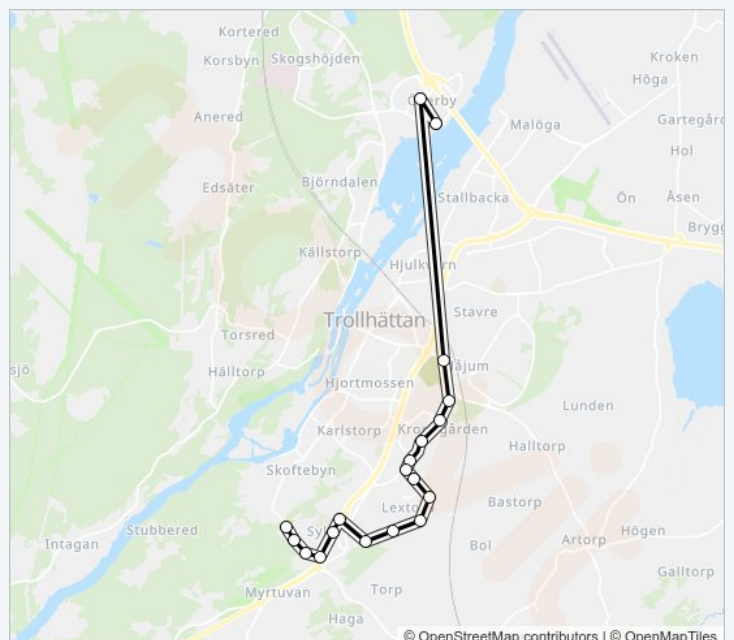 Kortered
Korsbyn
Skogshöjden
Kroken
Höga
Anered
Malöga
Hol
Edsäter
Björndalen
Stallbacka
Ön
Åsen
Källstorp
Trollhättan
Stavre
Torsred
Hälltorp
Hjortmossen
Lunden
Karlstorp
Halltorp
Skoftebyn
Bastorp
Stubbered
Högen
Intagan
Bol
Artorp
Galltorp
Myrtuvan
Torp
Haga
© OpenStreetMap contributors | © OpenMapTiles